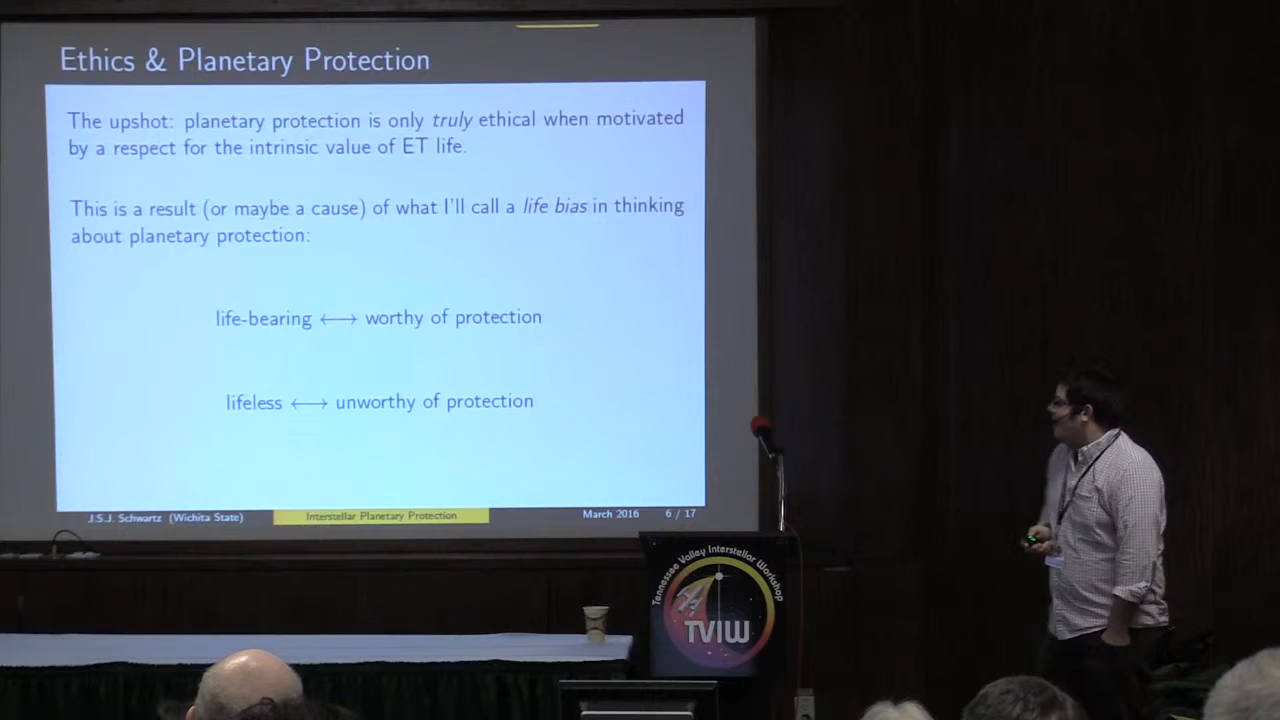 Ethics & Planetary Protection
The upshot: planetary protection is only truly ethical when motivated
by a respect for the intrinsic value of ET life.
This is a result (or maybe a cause) of what I'll call a life bias in thinking
about planetary protection:
life-bearing ⟷ worthy of protection
lifeless ⟷ unworthy of protection
J.S.J. Schwartz (Wichita State) Interstellar Planetary Protection March 2016 6 / 17
Tennessee Valley Interstellar Workshop
TVIW